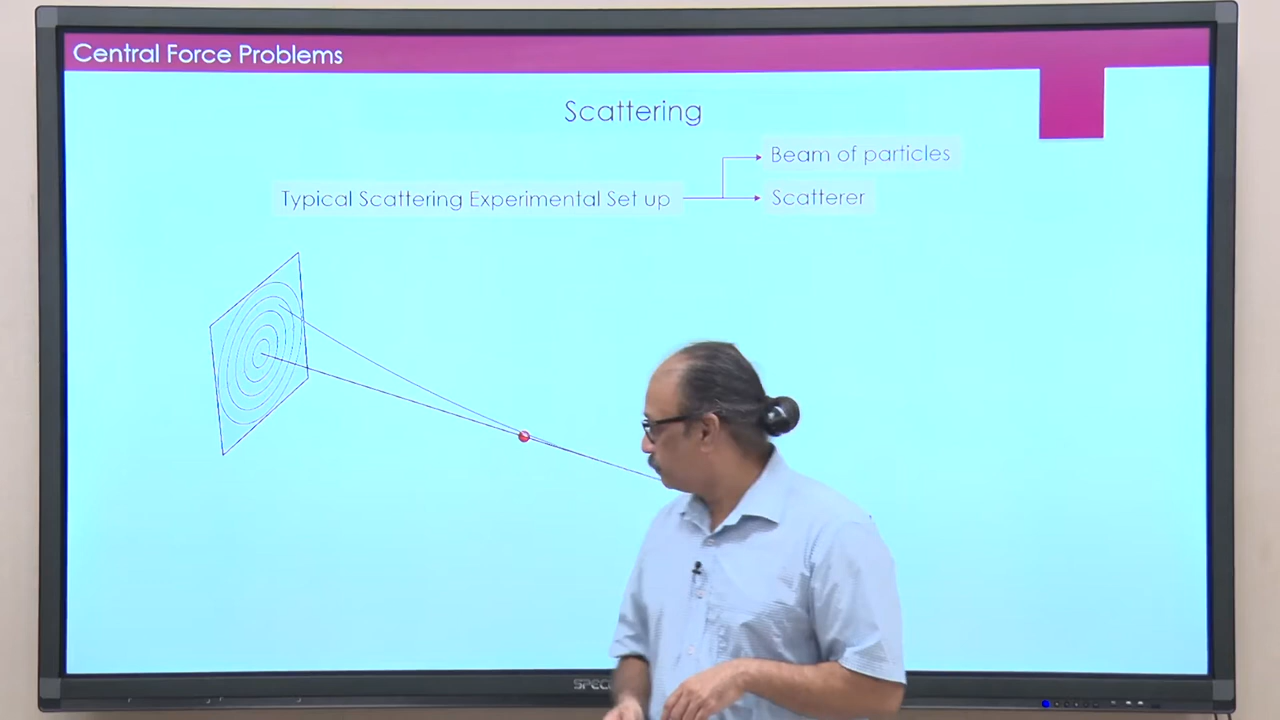 Central Force Problems
Scattering
Beam of particles
Typical Scattering Experimental Set up
Scatterer